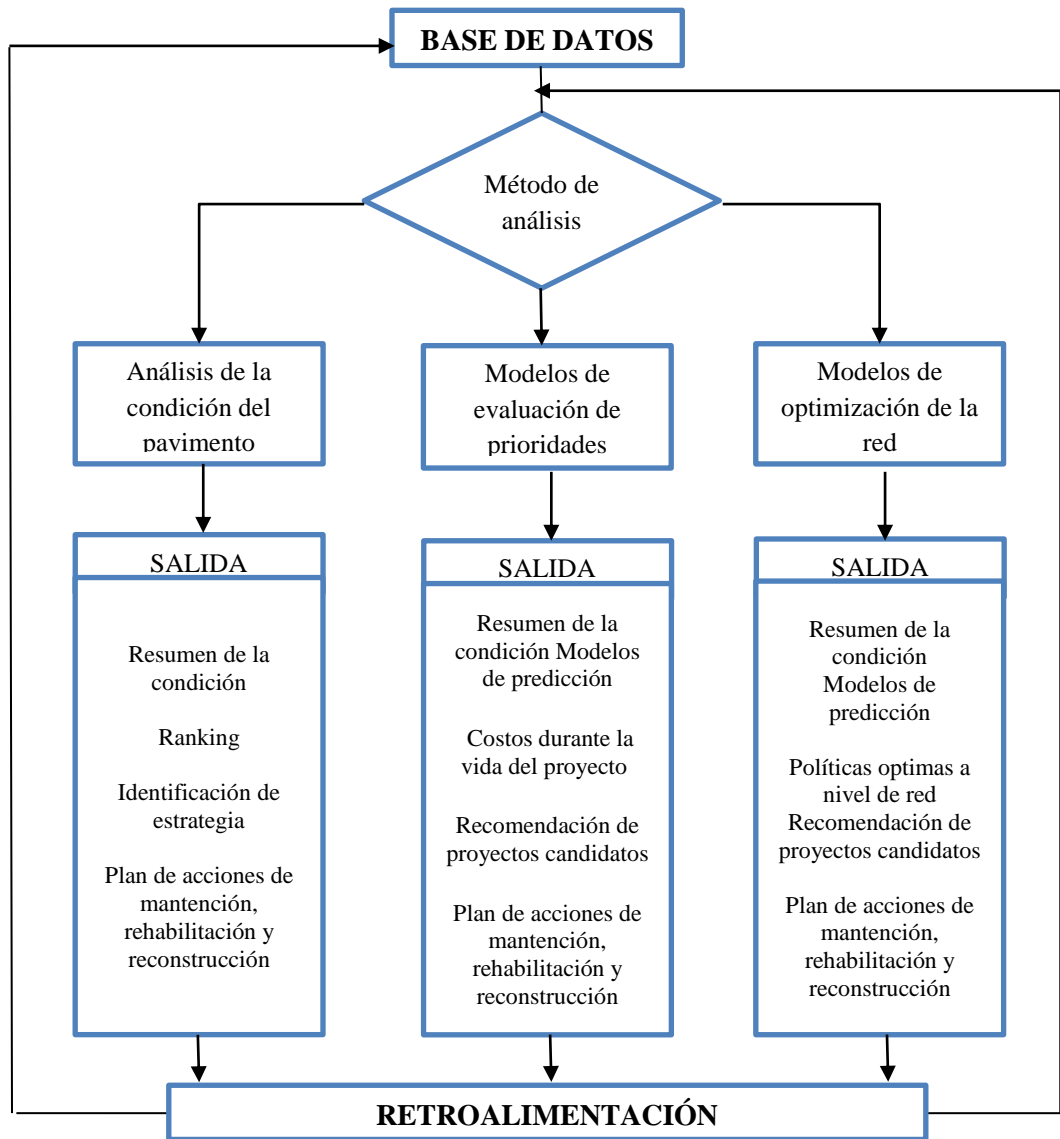 BASE DE DATOS
Método de
análisis
Análisis de la
condición del
pavimento
Modelos de
evaluación de
prioridades
Modelos de
optimización de la
red
SALIDA
Resumen de la
condición
Ranking
Identificación de
estrategia
Plan de acciones de
mantención,
rehabilitación y
reconstrucción
SALIDA
Resumen de la
condición Modelos
de predicción
Costos durante la
vida del proyecto
Recomendación de
proyectos candidatos
Plan de acciones de
mantención,
rehabilitación y
reconstrucción
SALIDA
Resumen de la
condición
Modelos de
predicción
Políticas optimas a
nivel de red
Recomendación de
proyectos candidatos
Plan de acciones de
mantención,
rehabilitación y
reconstrucción
RETROALIMENTACIÓN